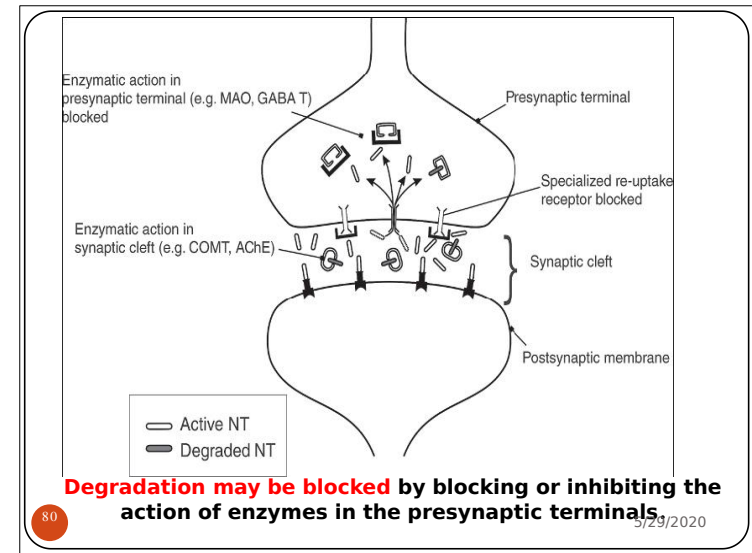 Enzymatic action in
presynaptic terminal (e.g. MAO, GABA T)
blocked
Presynaptic terminal
Specialized re-uptake
receptor blocked
Enzymatic action in
synaptic cleft (e.g. COMT, AChE)
Synaptic cleft
Postsynaptic membrane
Active NT
Degraded NT
Degradation may be blocked by blocking or inhibiting the
action of enzymes in the presynaptic terminals.
80
5/29/2020